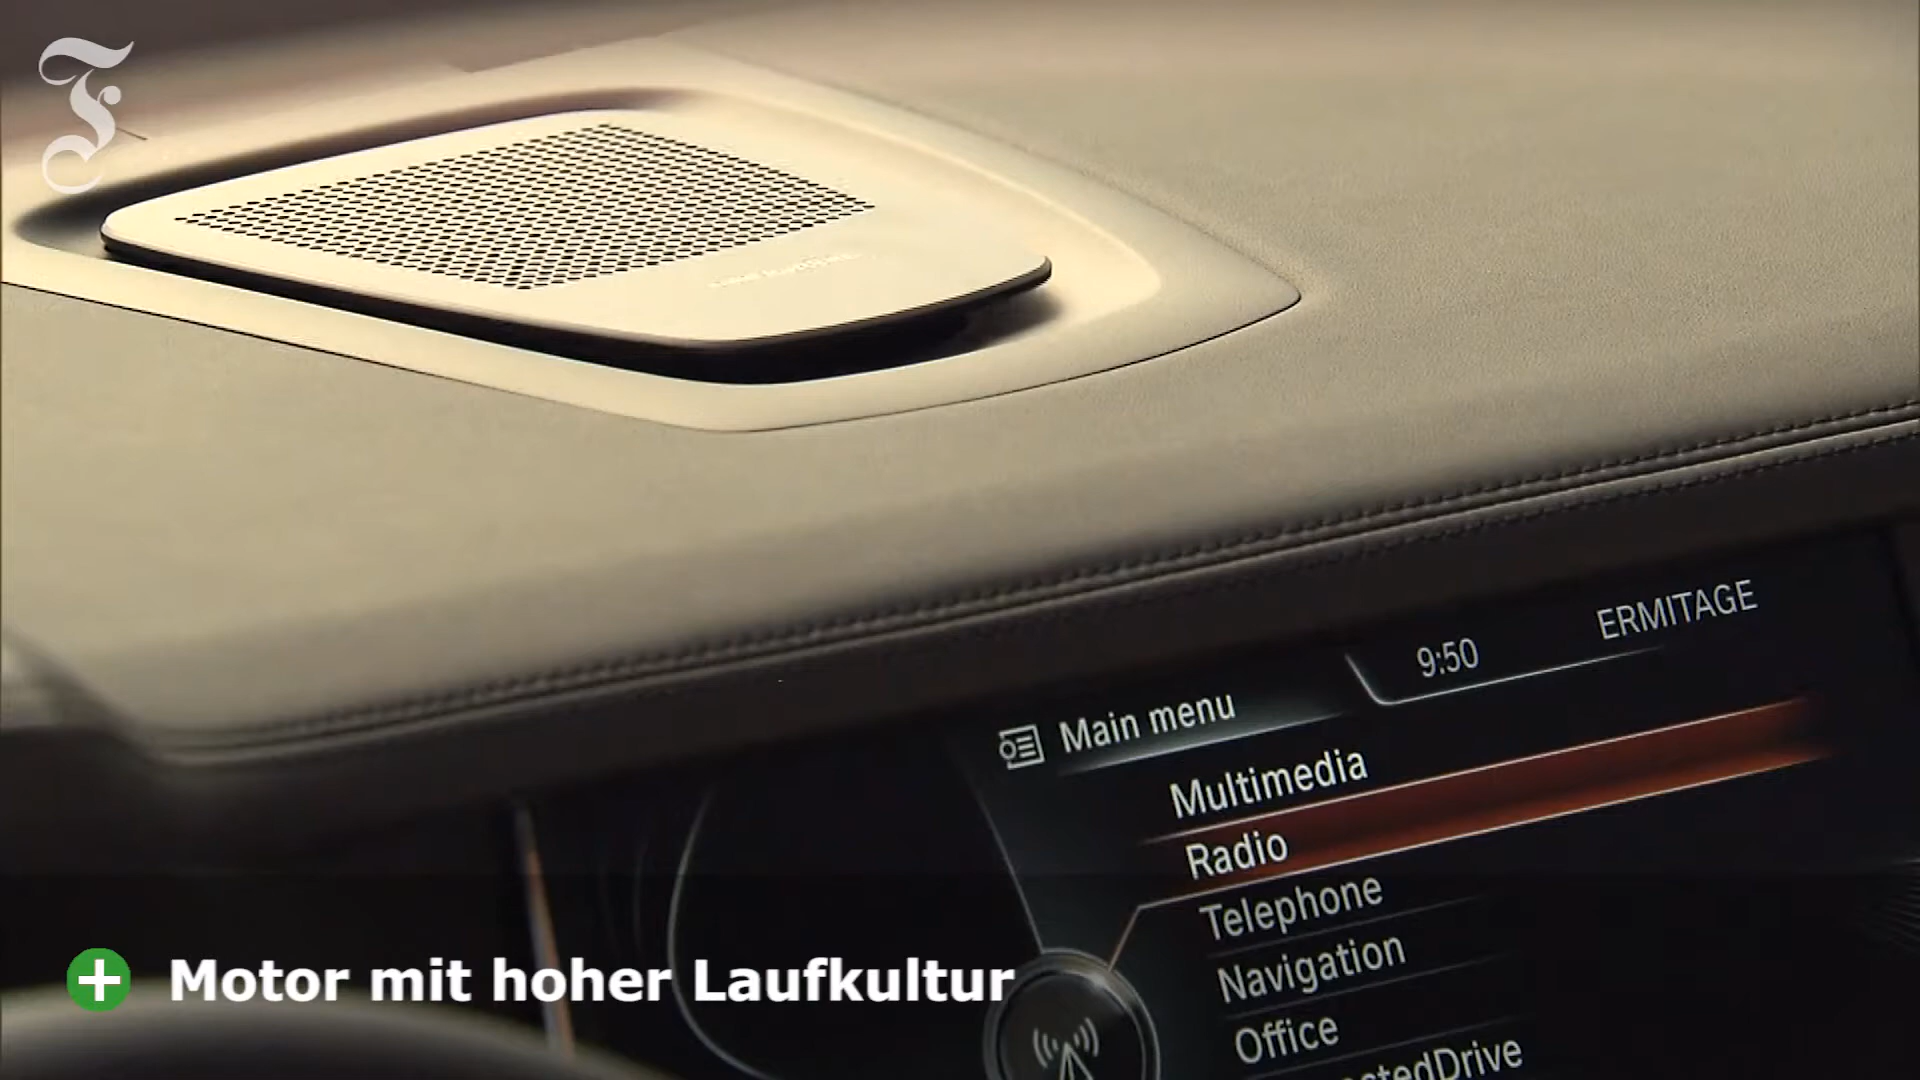 F
ERMITAGE
9:50
Main menu
Multimedia
Radio
Telephone
Navigation
Office
Motor mit hoher Laufkultur